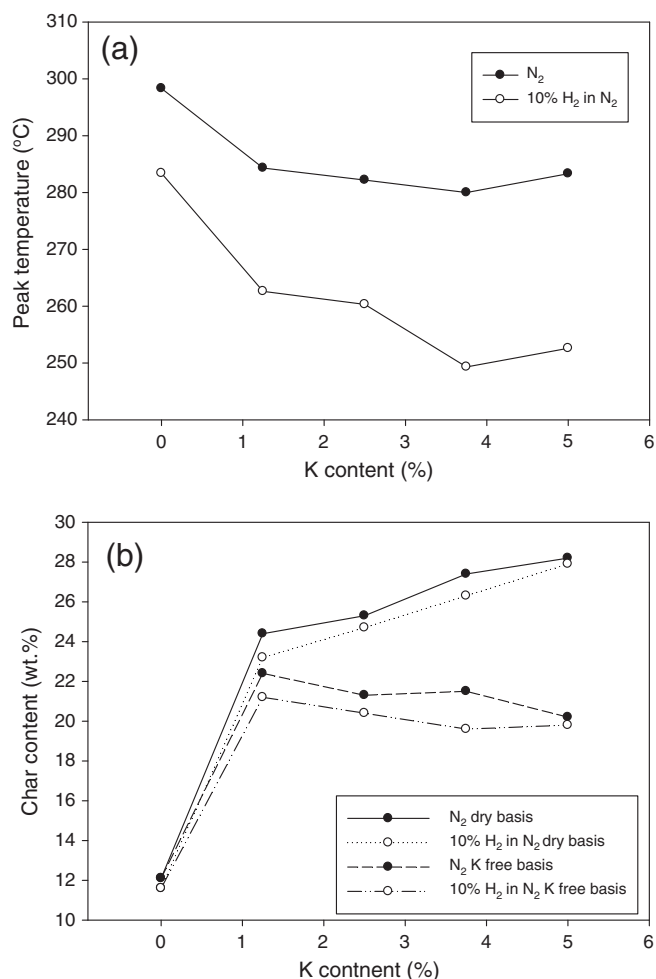 (a)
N₂
10% H₂ in N₂
310
300
290
280
270
260
250
240
Peak temperature (°C)
0 1 2 3 4 5 6
K content (%)
(b)
30
28
26
24
22
20
18
16
14
12
10
Char content (wt.%)
N₂ dry basis
10% H₂ in N₂ dry basis
N₂ K free basis
10% H₂ in N₂ K free basis
0 1 2 3 4 5 6
K contnent (%)